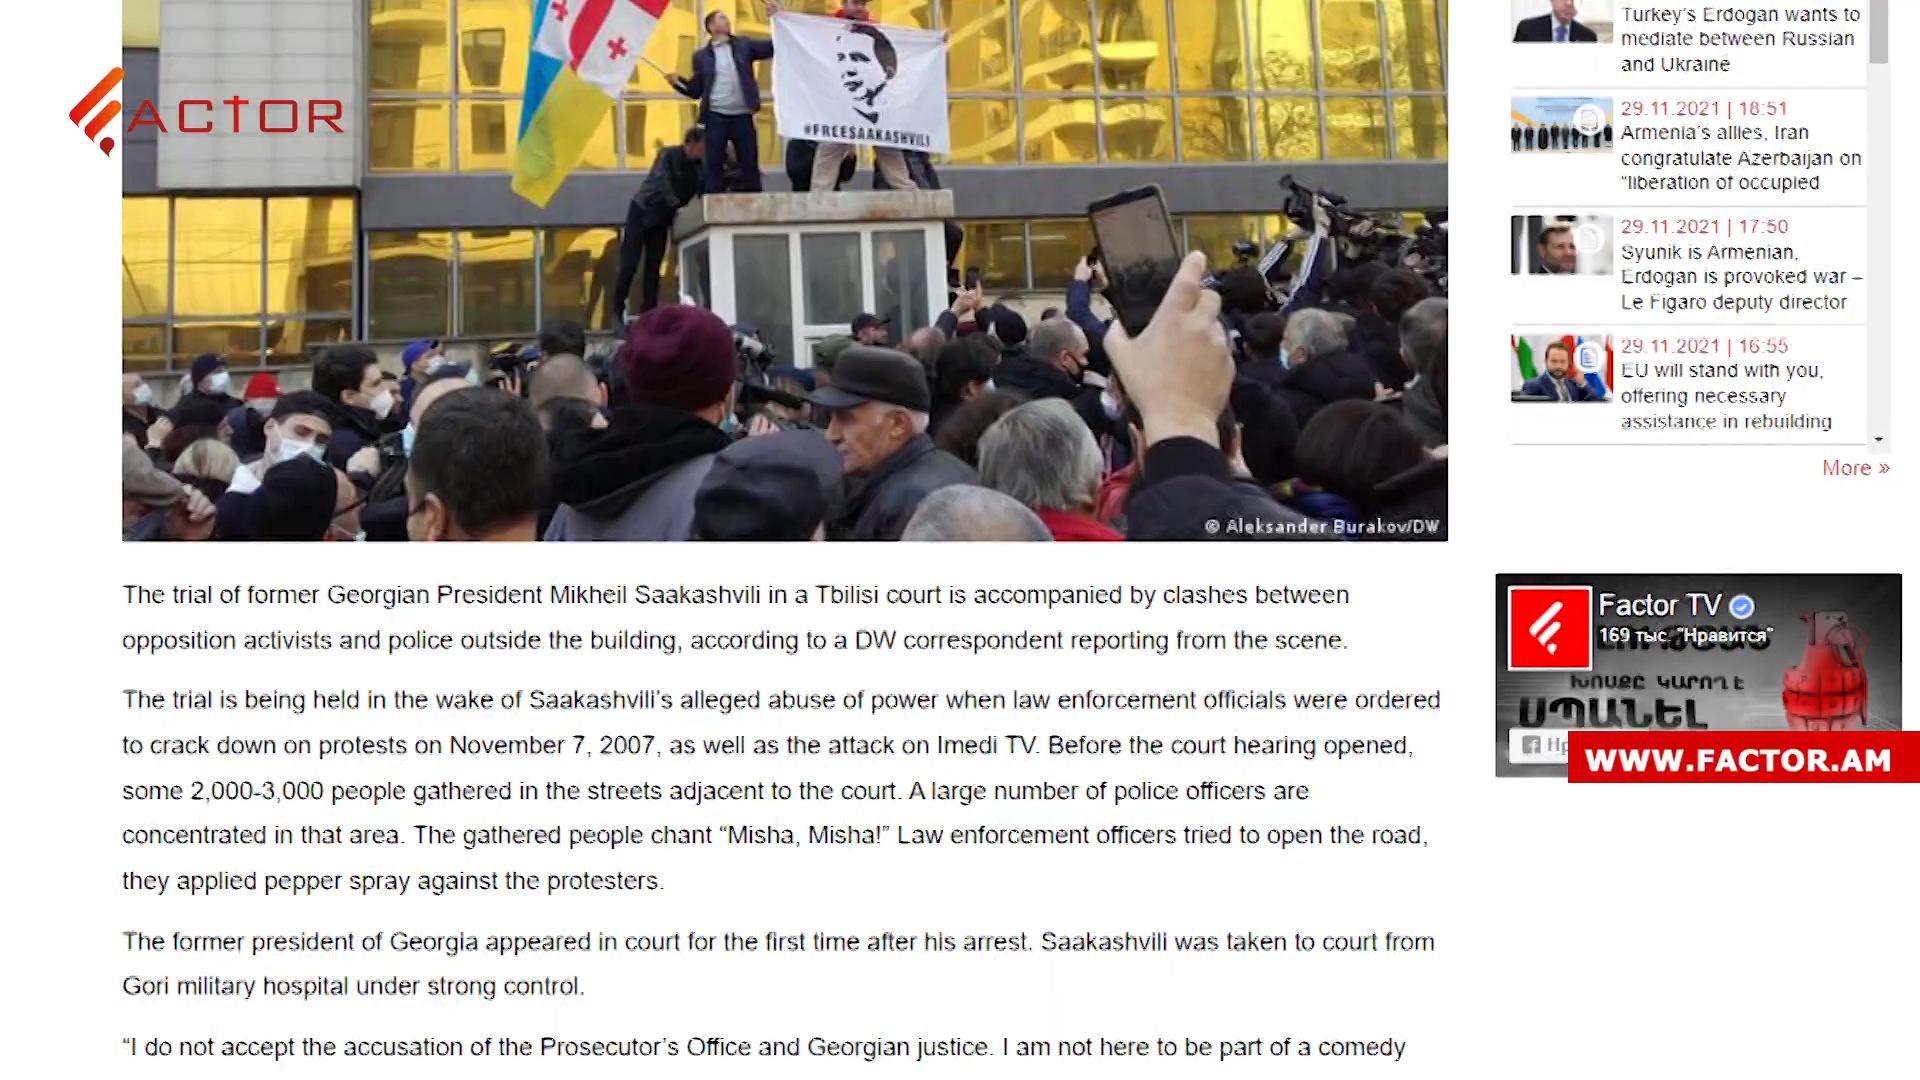 FACTOR
#FREESAAKASHVILI
© Aleksander Burakov/DW
The trial of former Georgian President Mikheil Saakashvili in a Tbilisi court is accompanied by clashes between
opposition activists and police outside the building, according to a DW correspondent reporting from the scene.
The trial is being held in the wake of Saakashvili’s alleged abuse of power when law enforcement officials were ordered
to crack down on protests on November 7, 2007, as well as the attack on Imedi TV. Before the court hearing opened,
some 2,000-3,000 people gathered in the streets adjacent to the court. A large number of police officers are
concentrated in that area. The gathered people chant “Misha, Misha!” Law enforcement officers tried to open the road,
they applied pepper spray against the protesters.
The former president of Georgia appeared in court for the first time after his arrest. Saakashvili was taken to court from
Gori military hospital under strong control.
“I do not accept the accusation of the Prosecutor’s Office and Georgian justice. I am not here to be part of a comedy
Turkey’s Erdogan wants to
mediate between Russian
and Ukraine
29.11.2021 | 18:51
Armenia’s allies, Iran
congratulate Azerbaijan on
“liberation of occupied
29.11.2021 | 17:50
Syunik is Armenian,
Erdogan is provoked war –
Le Figaro deputy director
29.11.2021 | 16:55
EU will stand with you,
offering necessary
assistance in rebuilding
More »
Factor TV
169 тыс. "Нравится"
ԽՈՍՔԸ ԿԱՐՈՂ Է
ՍՊԱՆԵԼ
WWW.FACTOR.AM